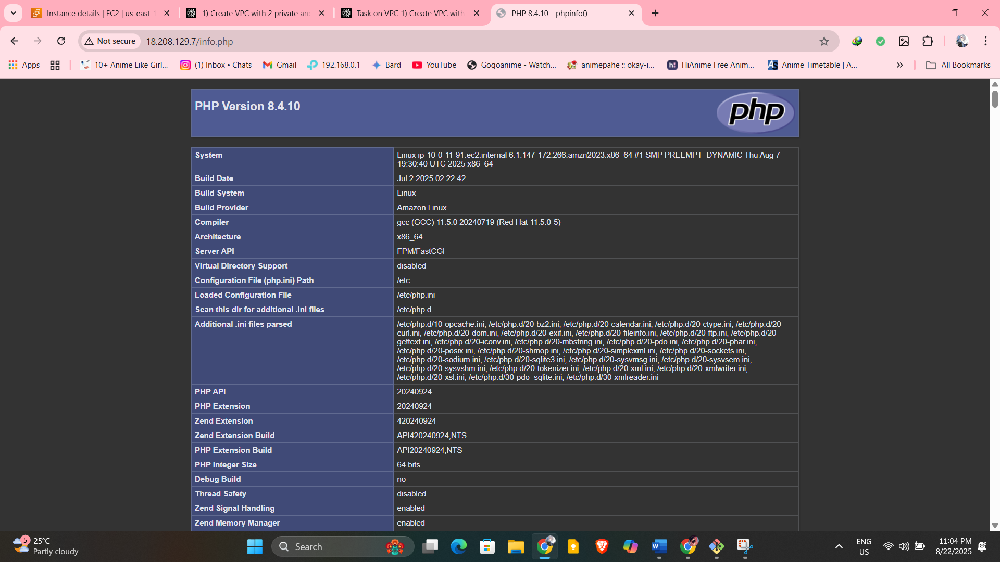 Instance details | EC2 | us-east-
1) Create VPC with 2 private an
Task on VPC 1) Create VPC with
PHP 8.4.10 - phpinfo()
Not secure
18.208.129.7/info.php
Apps
10+ Anime Like Girl...
(1) Inbox • Chats
Gmail
192.168.0.1
Bard
YouTube
Gogoanime - Watch...
animepahe :: okay-i...
h!
HiAnime Free Anim...
AS
Anime Timetable | A...
All Bookmarks
PHP Version 8.4.10
php
System
Linux ip-10-0-11-91.ec2.internal 6.1.147-172.266.amzn2023.x86_64 #1 SMP PREEMPT_DYNAMIC Thu Aug 7
19:30:40 UTC 2025 x86_64
Build Date
Jul 2 2025 02:22:42
Build System
Linux
Build Provider
Amazon Linux
Compiler
gcc (GCC) 11.5.0 20240719 (Red Hat 11.5.0-5)
Architecture
x86_64
Server API
FPM/FastCGI
Virtual Directory Support
disabled
Configuration File (php.ini) Path
/etc
Loaded Configuration File
/etc/php.ini
Scan this dir for additional .ini files
/etc/php.d
Additional .ini files parsed
/etc/php.d/10-opcache.ini, /etc/php.d/20-bz2.ini, /etc/php.d/20-calendar.ini, /etc/php.d/20-ctype.ini, /etc/php.d/20-
curl.ini, /etc/php.d/20-dom.ini, /etc/php.d/20-exif.ini, /etc/php.d/20-fileinfo.ini, /etc/php.d/20-ftp.ini, /etc/php.d/20-
gettext.ini, /etc/php.d/20-iconv.ini, /etc/php.d/20-mbstring.ini, /etc/php.d/20-pdo.ini, /etc/php.d/20-phar.ini,
/etc/php.d/20-posix.ini, /etc/php.d/20-shmop.ini, /etc/php.d/20-simplexml.ini, /etc/php.d/20-sockets.ini,
/etc/php.d/20-sodium.ini, /etc/php.d/20-sqlite3.ini, /etc/php.d/20-sysvmsg.ini, /etc/php.d/20-sysvsem.ini,
/etc/php.d/20-sysvshm.ini, /etc/php.d/20-tokenizer.ini, /etc/php.d/20-xml.ini, /etc/php.d/20-xmlwriter.ini,
/etc/php.d/20-xsl.ini, /etc/php.d/30-pdo_sqlite.ini, /etc/php.d/30-xmlreader.ini
PHP API
20240924
PHP Extension
20240924
Zend Extension
420240924
Zend Extension Build
API420240924,NTS
PHP Extension Build
API20240924,NTS
PHP Integer Size
64 bits
Debug Build
no
Thread Safety
disabled
Zend Signal Handling
enabled
Zend Memory Manager
enabled
5
25°C
Partly cloudy
Search
W
ENG
US
11:04 PM
8/22/2025